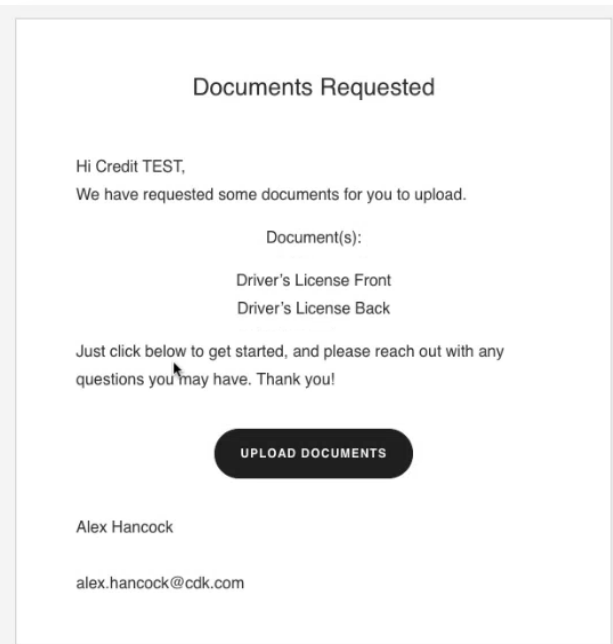 Documents Requested
Hi Credit TEST,
We have requested some documents for you to upload.
Document(s):
Driver's License Front
Driver's License Back
Just click below to get started, and please reach out with any
questions you may have. Thank you!
UPLOAD DOCUMENTS
Alex Hancock
alex.hancock@cdk.com